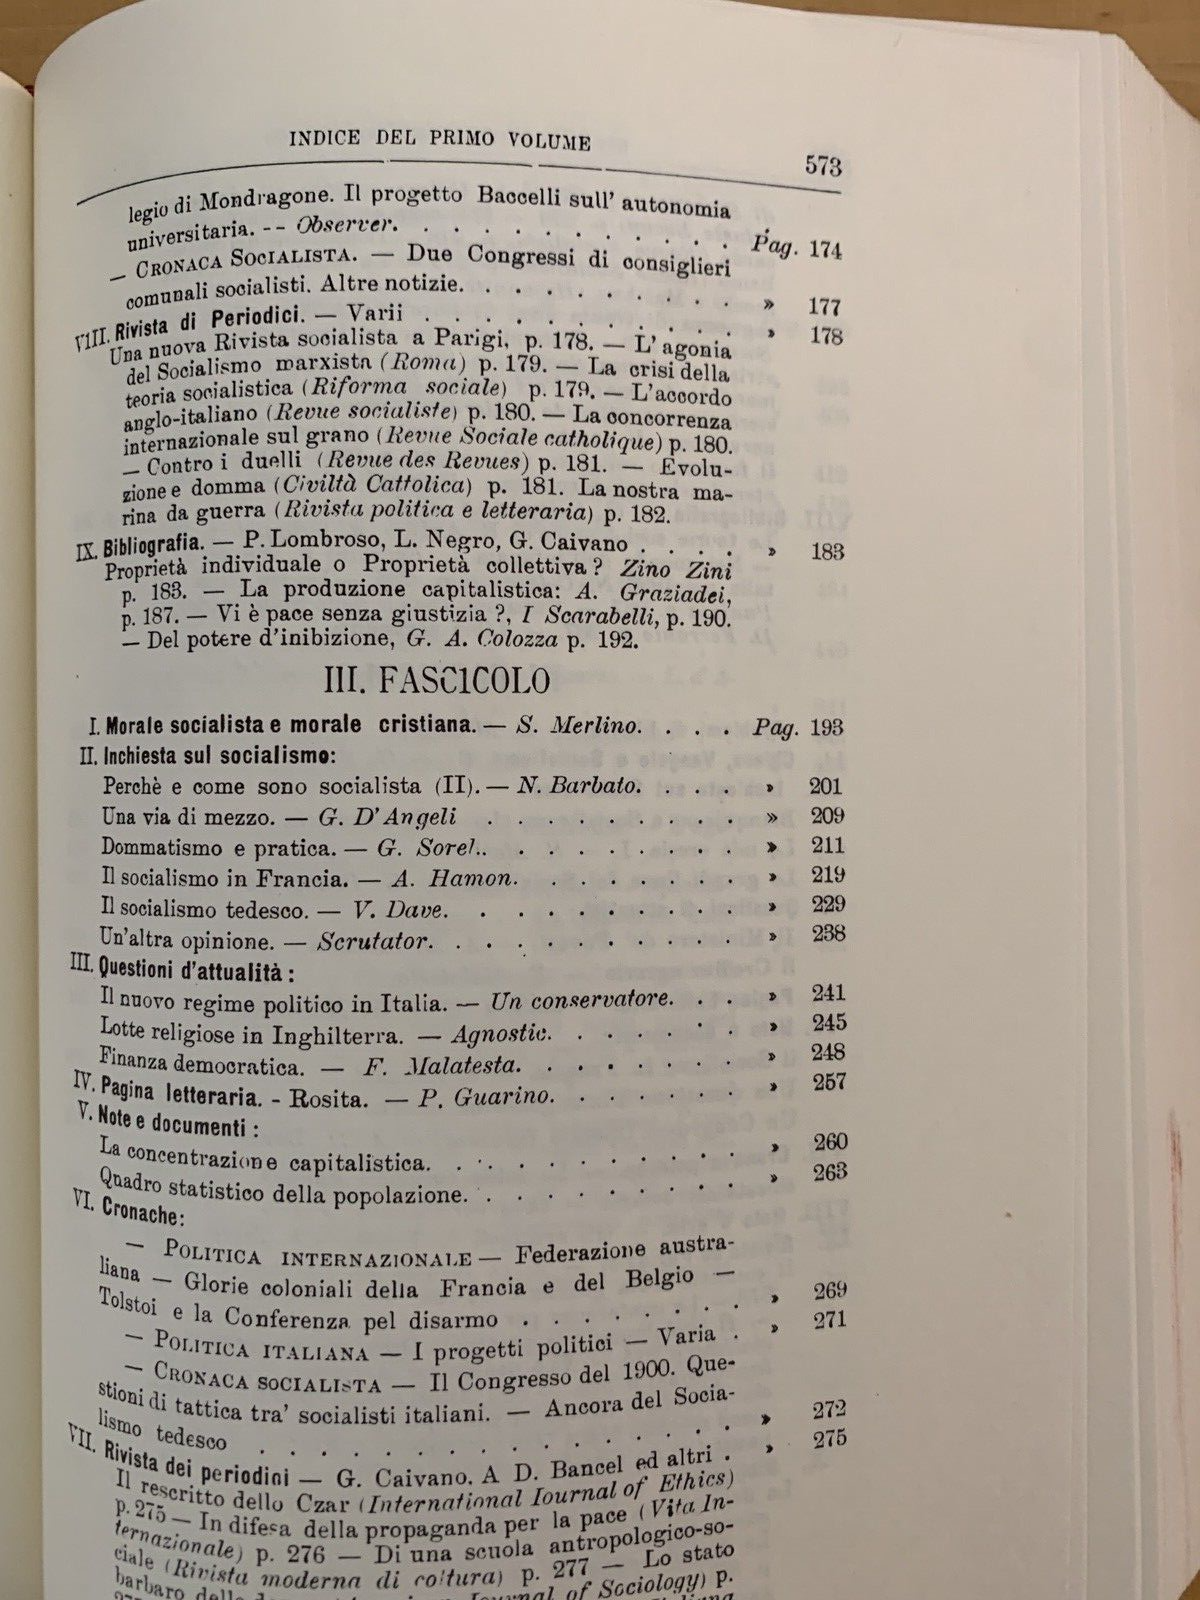 INDICE DEL PRIMO VOLUME
573
legio di Mondragone. Il progetto Baccelli sull' autonomia
universitaria. -- Observer. . . . . . . . . . Pag. 174
— CRONACA SOCIALISTA. — Due Congressi di consiglieri
comunali socialisti. Altre notizie. . . . . . . . . » 177
VIII. Rivista di Periodici. — Varii . . . . . . . . . . » 178
Una nuova Rivista socialista a Parigi, p. 178. — L' agonia
del Socialismo marxista (Roma) p. 179. — La crisi della
teoria socialistica (Riforma sociale) p. 179. — L'accordo
anglo-italiano (Revue socialiste) p. 180. — La concorrenza
internazionale sul grano (Revue Sociale catholique) p. 180.
— Contro i duelli (Revue des Revues) p. 181. — Evolu-
zione e domma (Civiltà Cattolica) p. 181. La nostra ma-
rina da guerra (Rivista politica e letteraria) p. 182.
IX. Bibliografia. — P. Lombroso, L. Negro, G. Caivano . . . . » 183
Proprietà individuale o Proprietà collettiva? Zino Zini
p. 183. — La produzione capitalistica: A. Graziadei,
p. 187. — Vi è pace senza giustizia ?, I Scarabelli, p. 190.
— Del potere d'inibizione, G. A. Colozza p. 192.
III. FASCICOLO
I. Morale socialista e morale cristiana. — S. Merlino. . . . Pag. 193
II. Inchiesta sul socialismo:
Perchè e come sono socialista (II). — N. Barbato. . . . » 201
Una via di mezzo. — G. D' Angeli . . . . . . . . . » 209
Dommatismo e pratica. — G. Sorel.. . . . . . . . . » 211
Il socialismo in Francia. — A. Hamon. . . . . . . . » 219
Il socialismo tedesco. — V. Dave. . . . . . . . . . » 229
Un'altra opinione. — Scrutator. . . . . . . . . . » 238
III. Questioni d'attualità :
Il nuovo regime politico in Italia. — Un conservatore. . . » 241
Lotte religiose in Inghilterra. — Agnostic. . . . . . . » 245
Finanza democratica. — F. Malatesta. . . . . . . . » 248
IV. Pagina letteraria. - Rosita. — P. Guarino. . . . . . . » 257
V. Note e documenti :
La concentrazione capitalistica. . . . . . . . . . . » 260
Quadro statistico della popolazione. . . . . . . . . . » 263
VI. Cronache:
— POLITICA INTERNAZIONALE — Federazione austra-
liana — Glorie coloniali della Francia e del Belgio —
Tolstoi e la Conferenza pel disarmo . . . . . . . . » 269
— POLITICA ITALIANA — I progetti politici — Varia . » 271
— CRONACA SOCIALISTA — Il Congresso del 1900. Que-
stioni di tattica tra' socialisti italiani. — Ancora del Socia-
lismo tedesco . . . . . . . . . . . . . . » 272
VII. Rivista dei periodini — G. Caivano. A D. Bancel ed altri . » 275
Il rescritto dello Czar (International Iournal of Ethics)
p. 275 — In difesa della propaganda per la pace (Vita In-
ternazionale) p. 276 — Di una scuola antropologico-so-
ciale (Rivista moderna di coltura) p. 277 — Lo stato
barbaro Journal of Sociology) p.